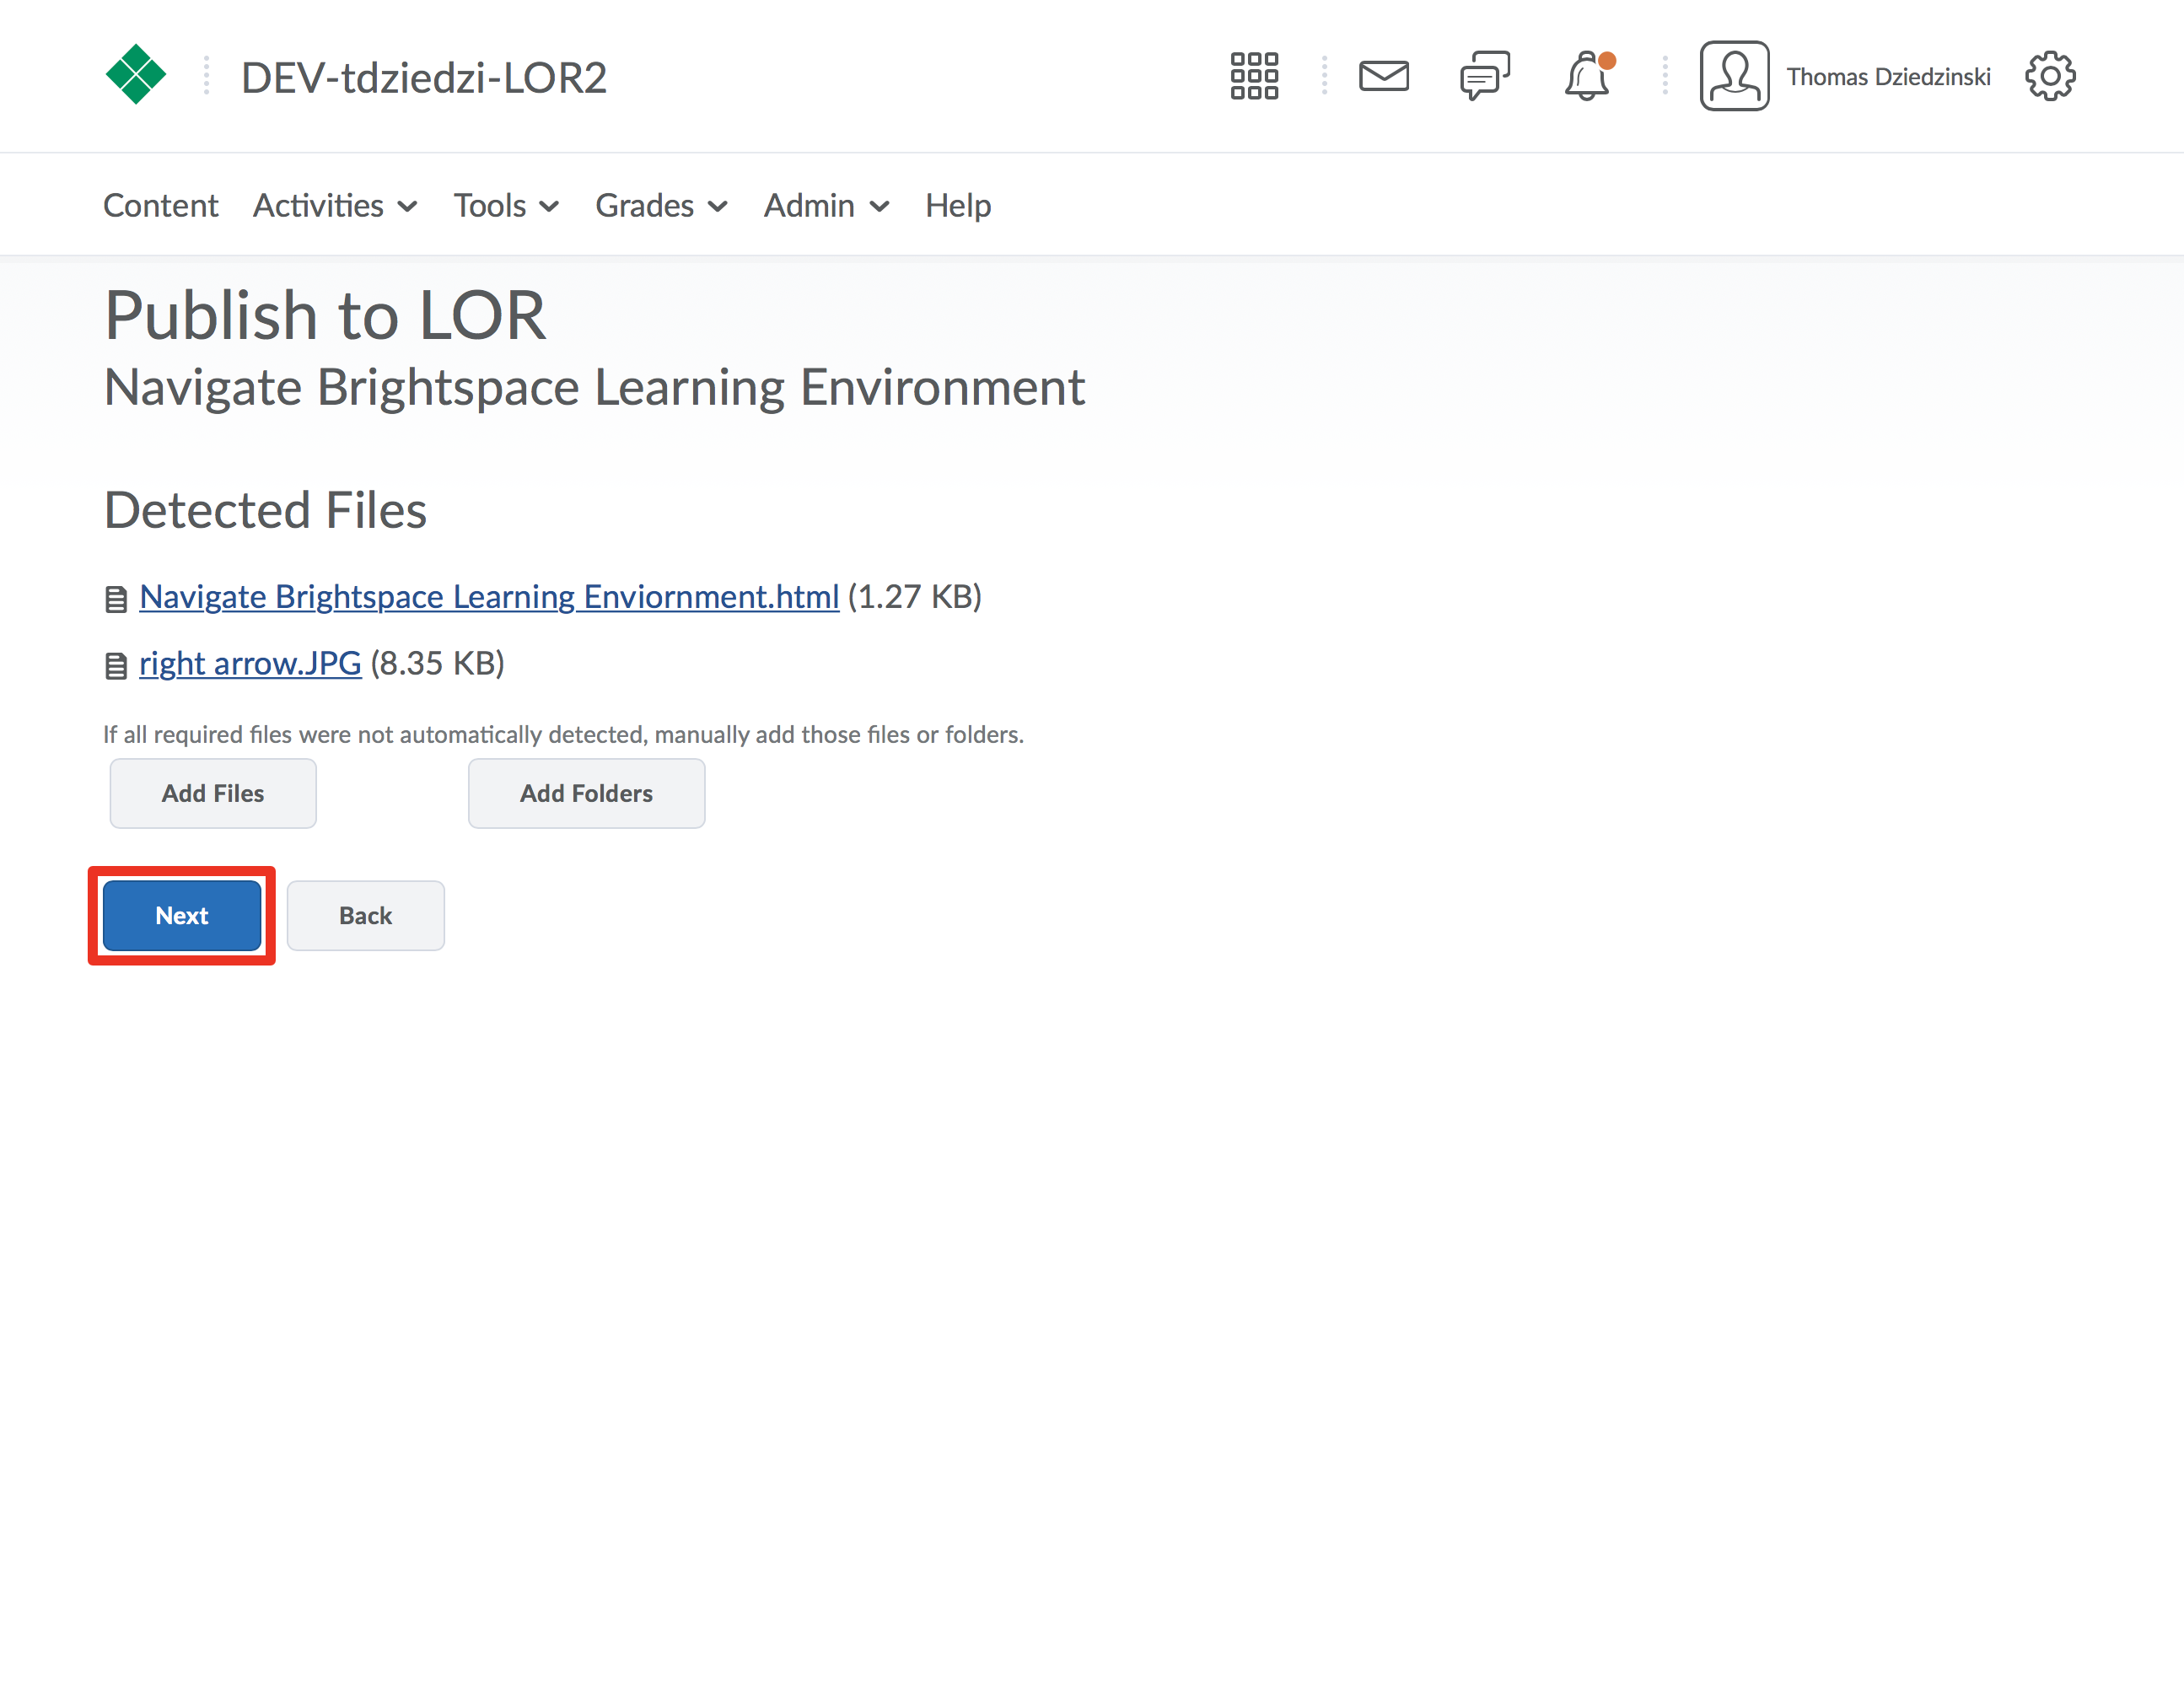 DEV-tdziedzi-LOR2
Thomas Dziedzinski
Content Activities Tools Grades Admin Help
Publish to LOR
Navigate Brightspace Learning Environment
Detected Files
Navigate Brightspace Learning Enviornment.html (1.27 KB)
right arrow.JPG (8.35 KB)
If all required files were not automatically detected, manually add those files or folders.
Add Files Add Folders
Next Back